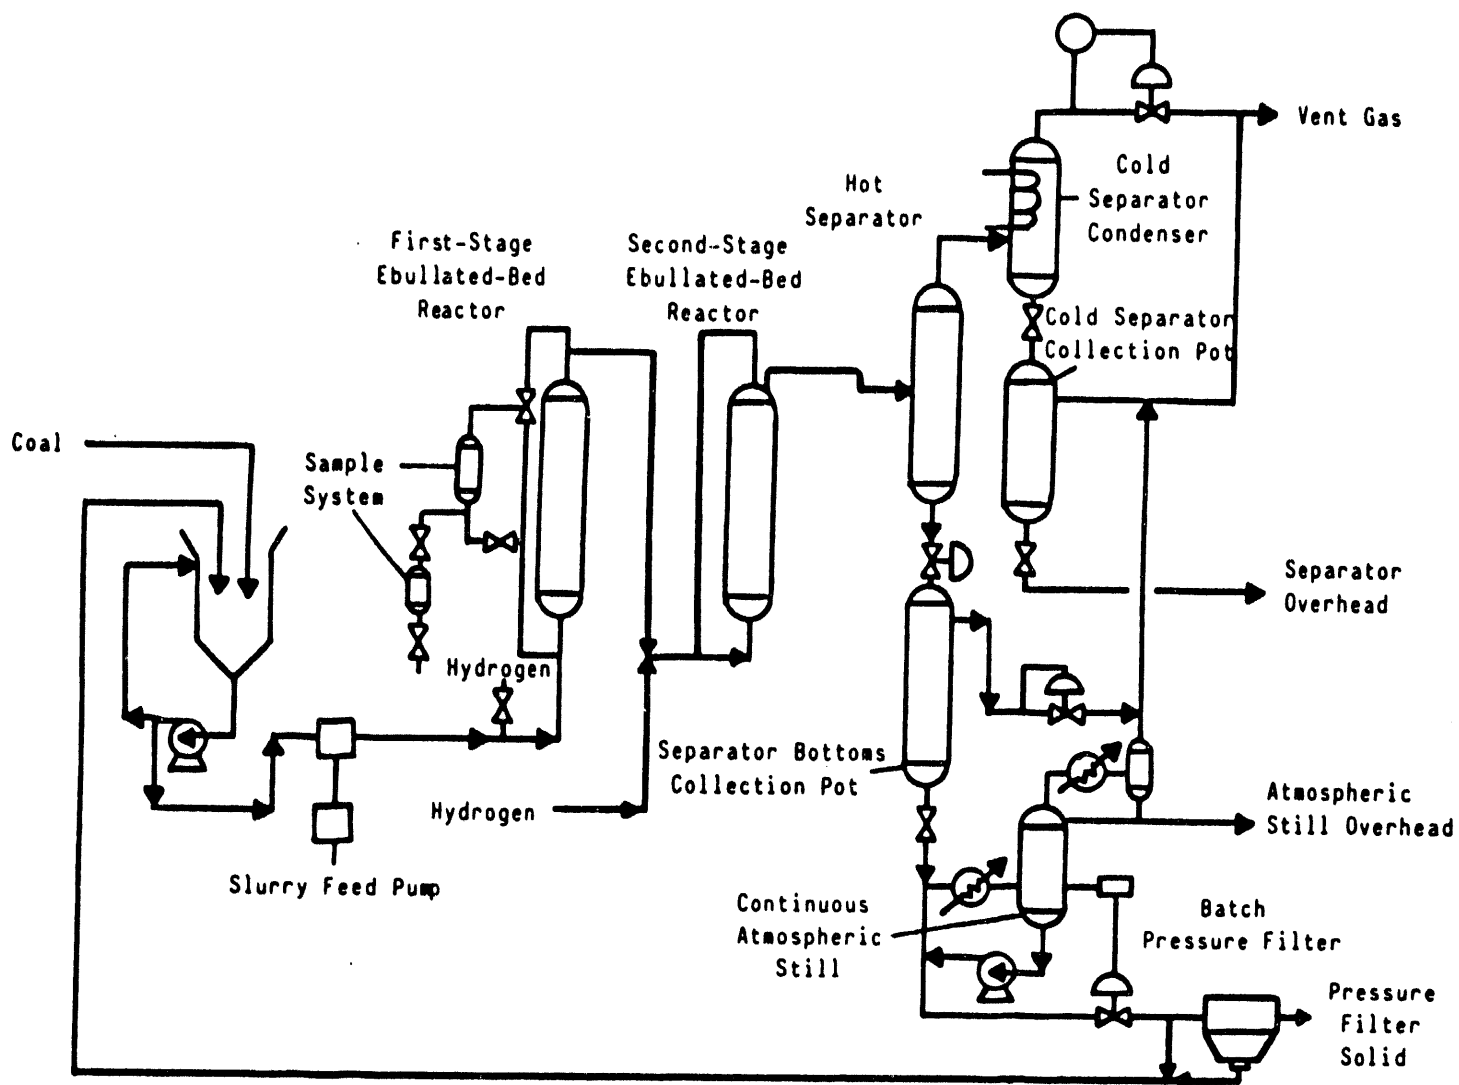 Vent Gas
Cold
Separator
Condenser
Hot
Separator
First-Stage
Ebullated-Bed
Reactor
Second-Stage
Ebullated-Bed
Reactor
Cold Separator
Collection Pot
Coal
Sample
System
Separator
Overhead
Hydrogen
Separator Bottoms
Collection Pot
Hydrogen
Atmospheric
Still Overhead
Slurry Feed Pump
Continuous
Atmospheric
Still
Batch
Pressure Filter
Pressure
Filter
Solid